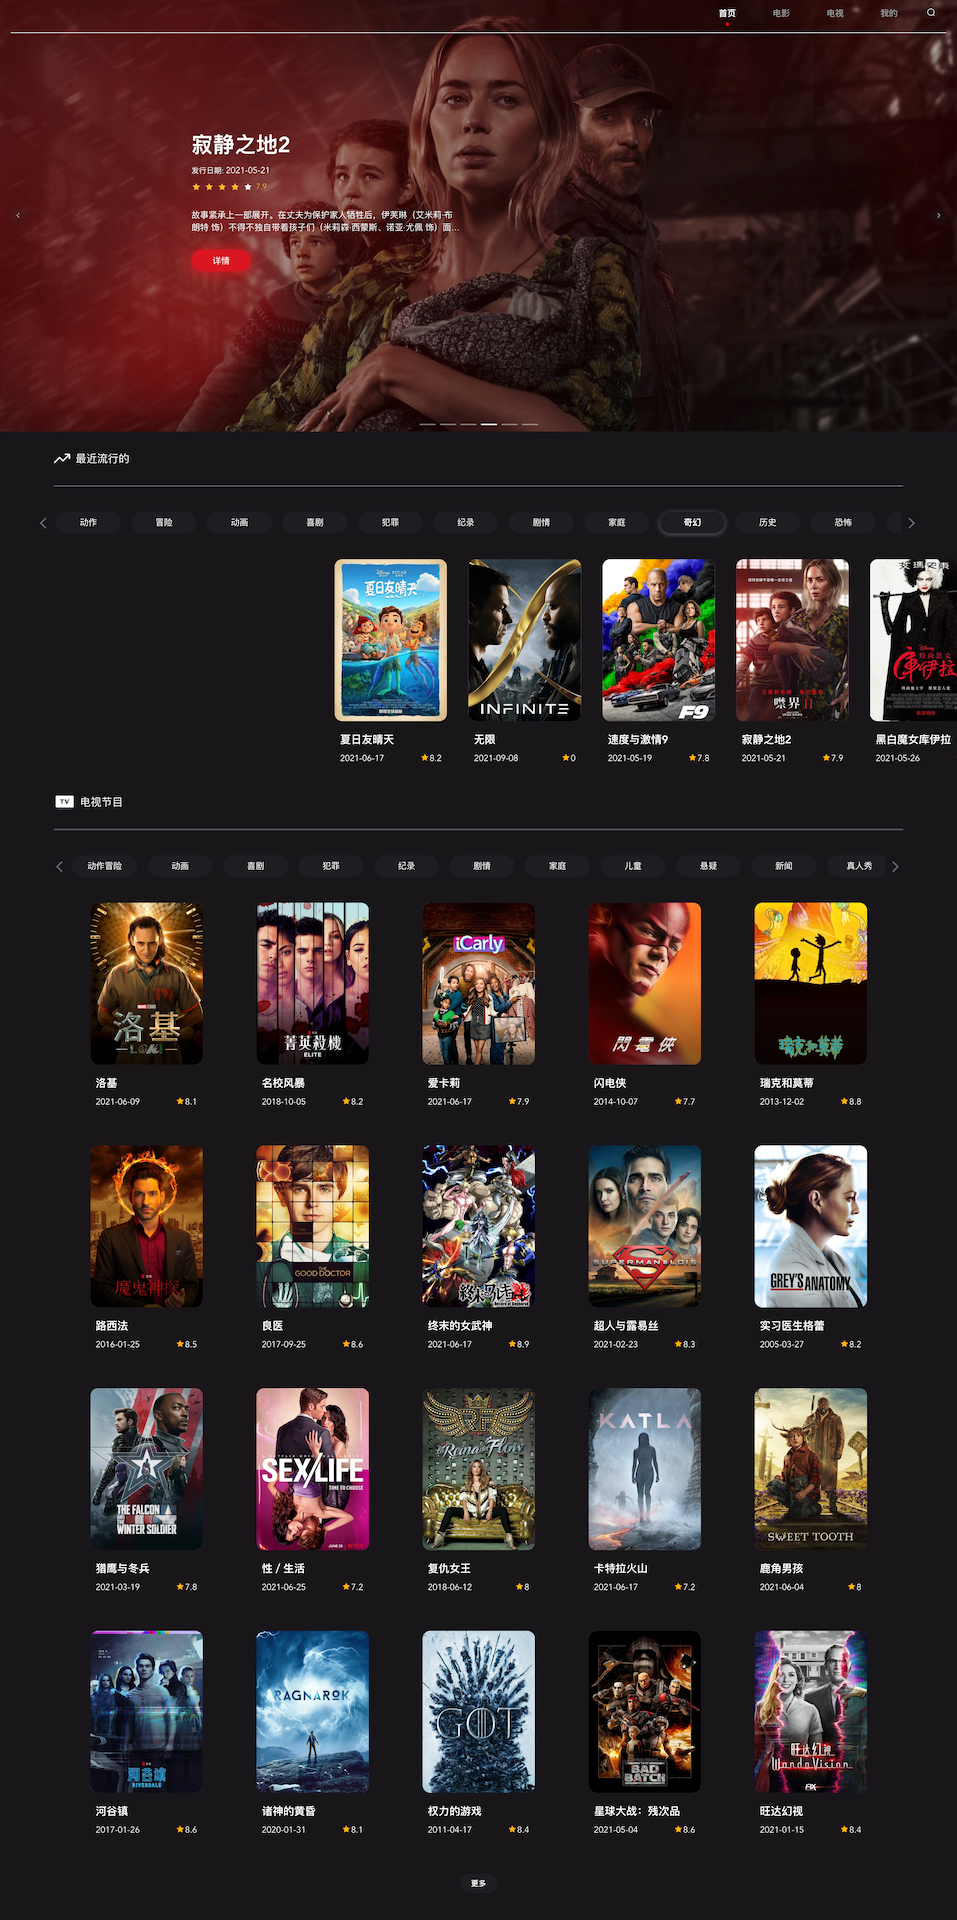 首页 电影 电视 我的
寂静之地2
发行日期: 2021-05-21
7.9
故事紧承上一部展开。在丈夫为保护家人牺牲后，伊芙琳（艾米莉·布
朗特 饰）不得不独自带着孩子们（米莉森·西蒙斯、诺亚·尤佩 饰）面...
详情
最近流行的
动作 冒险 动画 喜剧 犯罪 纪录 剧情 家庭 奇幻 历史 恐怖
Disney PIXAR
夏日友晴天
INFINITE
F9
噤界II
Disney
庫伊拉
夏日友晴天 无限 速度与激情9 寂静之地2 黑白魔女库伊拉
2021-06-17 8.2 2021-09-08 0 2021-05-19 7.8 2021-05-21 7.9 2021-05-26
TV 电视节目
动作冒险 动画 喜剧 犯罪 纪录 剧情 家庭 儿童 悬疑 新闻 真人秀
洛基
LOKI
菁英殺機
ELITE
iCarly
閃電俠
瑞克和莫蒂
洛基 名校风暴 爱卡莉 闪电侠 瑞克和莫蒂
2021-06-09 8.1 2018-10-05 8.2 2021-06-17 7.9 2014-10-07 7.7 2013-12-02 8.8
魔鬼神探
THE
GOOD DOCTOR
Record of Ragnarok
SUPERMAN & LOIS
GREY'S ANATOMY
路西法 良医 终末的女武神 超人与露易丝 实习医生格蕾
2016-01-25 8.5 2017-09-25 8.6 2021-06-17 8.9 2021-02-23 8.3 2005-03-27 8.2
THE FALCON
WINTER SOLDIER
SEX/LIFE
TIME TO CHOOSE
JUNE 25 NETFLIX
RF
La Reina del Flow
KATLA
SWEET TOOTH
猎鹰与冬兵 性 / 生活 复仇女王 卡特拉火山 鹿角男孩
2021-03-19 7.8 2021-06-25 7.2 2018-06-12 8 2021-06-17 7.2 2021-06-04 8
河谷鎮
RIVERDALE
RAGNARÖK
GOT
BAD
BATCH
旺达幻視
WandaVision
河谷镇 诸神的黄昏 权力的游戏 星球大战：残次品 旺达幻视
2017-01-26 8.6 2020-01-31 8.1 2011-04-17 8.4 2021-05-04 8.6 2021-01-15 8.4
更多